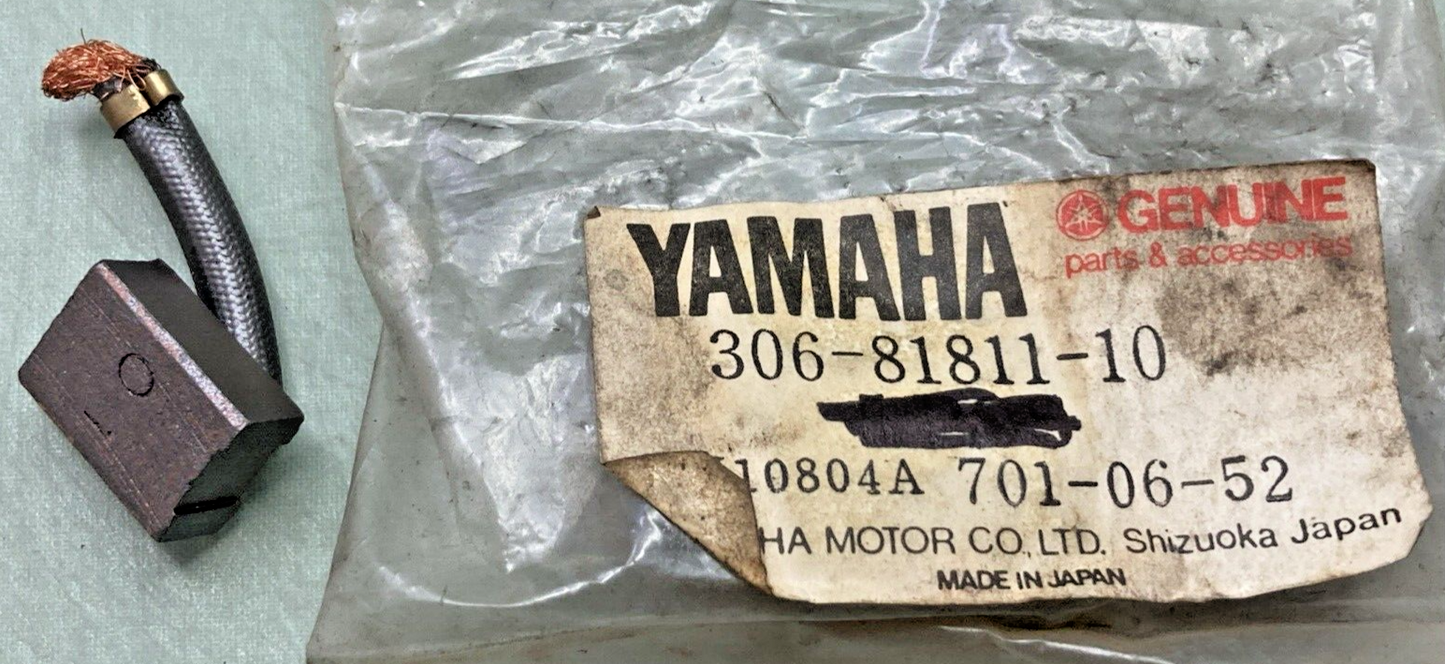 YAMAHA
GENUINE
parts & accessories
306-81811-10
10804A 701-06-52
HA MOTOR CO., LTD. Shizuoka Japan
MADE IN JAPAN